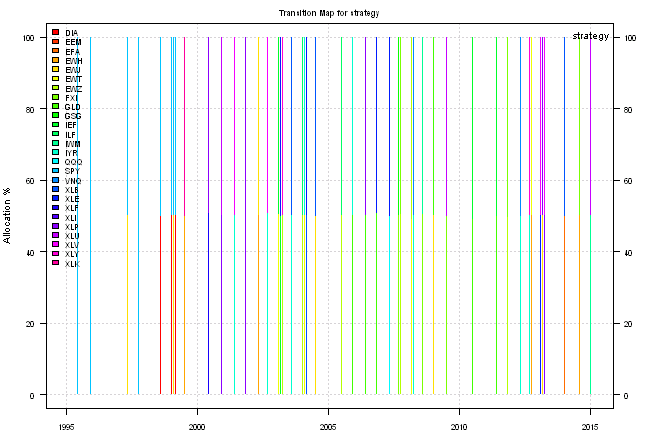 Transition Map for strategy
strategy
Allocation %
100
80
60
40
20
0
100
80
60
40
20
0
DIA
EEM
EFA
EWH
EWJ
EWT
EWZ
FXI
GLD
GSG
IEF
ILF
IWM
IYR
QQQ
SPY
VNQ
XLB
XLE
XLF
XLI
XLP
XLU
XLV
XLY
XLK
1995
2000
2005
2010
2015